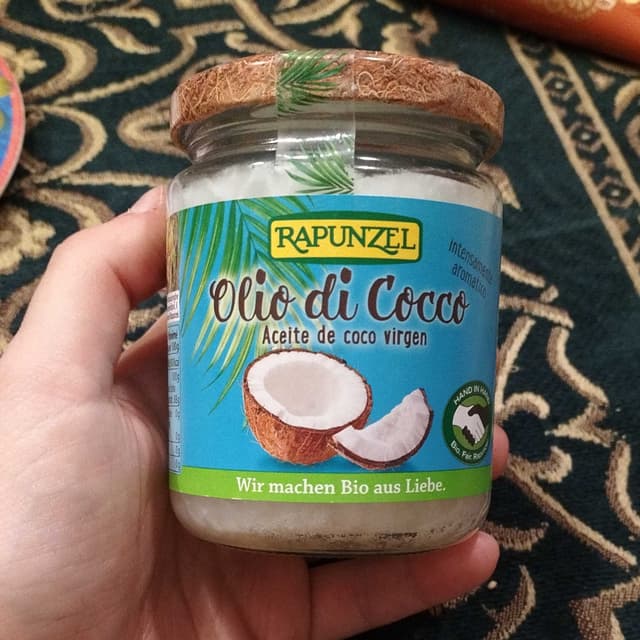 RAPUNZEL
intensamente
aromatico
Olio di Cocco
Aceite de coco virgen
HAND IN HAND
Bio. Fair. Rapunzel
Wir machen Bio aus Liebe.